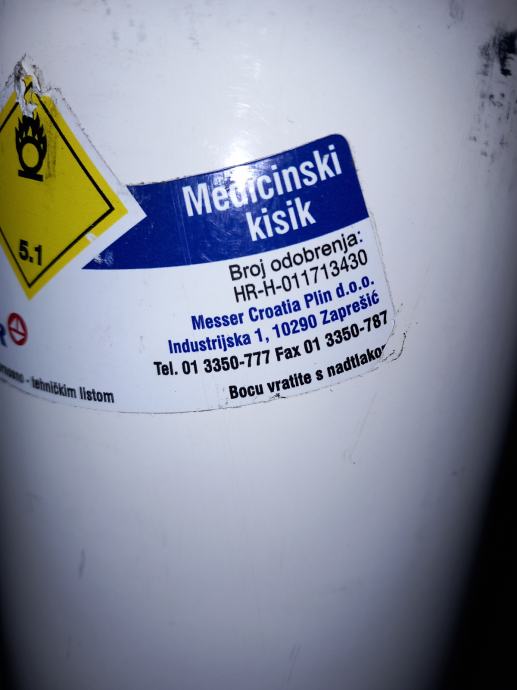 Medicinski
kisik
Broj odobrenja:
HR-H-011713430
Messer Croatia Plin d.o.o.
Industrijska 1, 10290 Zaprešić
Tel. 01 3350-777 Fax 01 3350-787
Bocu vratite s
5.1
tehničkim listom